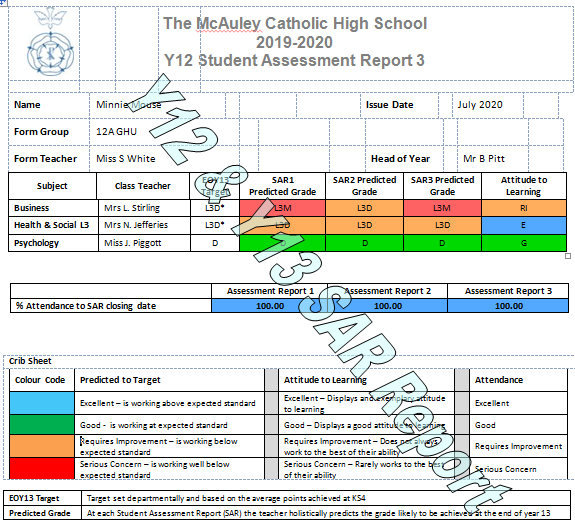 The McAuley Catholic High School
2019-2020
Y12 Student Assessment Report 3
Name Minnie Mouse Issue Date July 2020
Form Group 12AGHU
Form Teacher Miss S White Head of Year Mr B Pitt
Subject Class Teacher EOY13 Target SAR1 Predicted Grade SAR2 Predicted Grade SAR3 Predicted Grade Attitude to Learning
Business Mrs L. Stirling L3D* L3M L3D L3M RI
Health & Social L3 Mrs N. Jefferies L3D* L3D L3D L3D E
Psychology Miss J. Piggott D D D G
Assessment Report 1 Assessment Report 2 Assessment Report 3
% Attendance to SAR closing date 100.00 100.00 100.00
Crib Sheet
Colour Code Predicted to Target Attitude to Learning Attendance
Excellent – is working above expected standard Excellent – Displays and exemplary attitude to learning Excellent
Good - is working at expected standard Good – Displays a good attitude to learning Good
Requires Improvement – is working below expected standard Requires Improvement – Does not always work to the best of their ability Requires Improvement
Serious Concern – is working well below expected standard Serious Concern – Rarely works to the best of their ability Serious Concern
EOY13 Target Target set departmentally and based on the average points achieved at KS4
Predicted Grade At each Student Assessment Report (SAR) the teacher holistically predicts the grade likely to be achieved at the end of year 13
Y12 & Y13 SAR Report